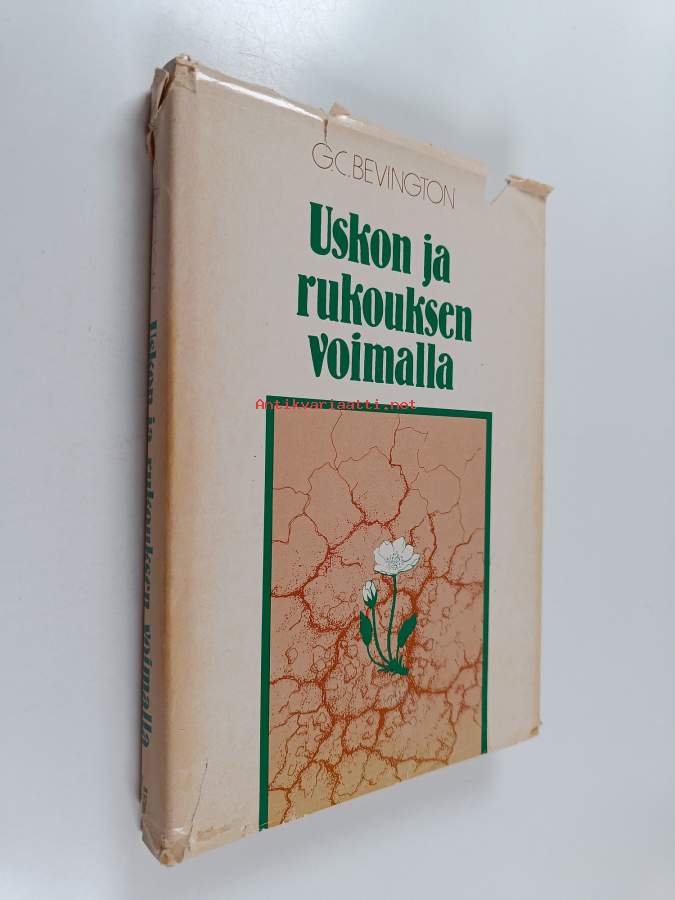 G.C. BEVINGTON
Uskon ja
rukouksen
voimalla
Antikvariaatti.net
Uskon ja rukouksen voimalla